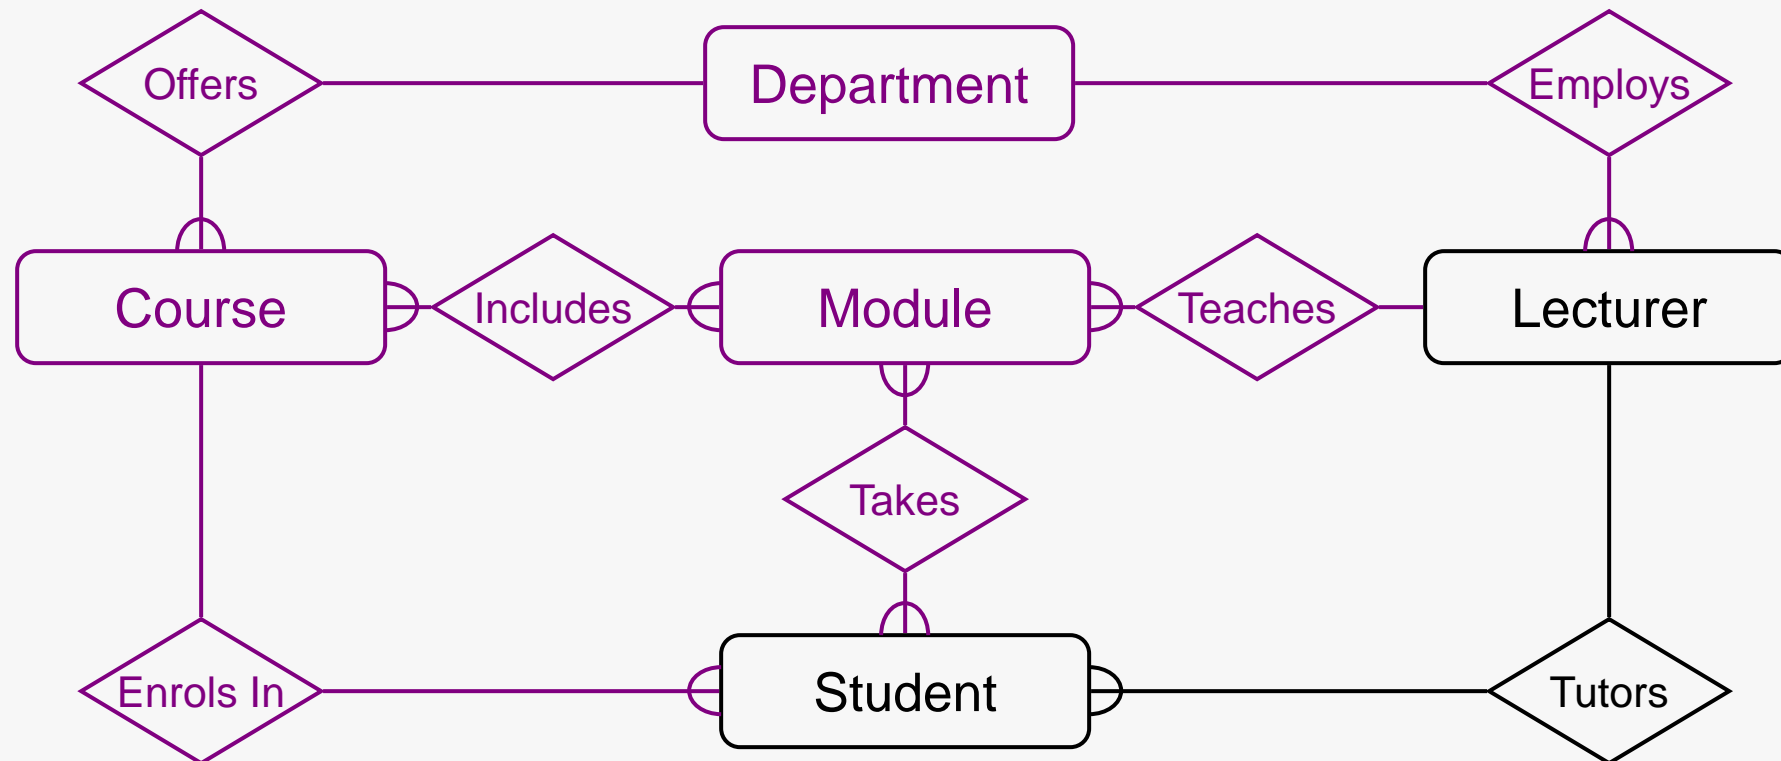 Offers
Department
Employs
Course
Includes
Module
Teaches
Lecturer
Takes
Enrols In
Student
Tutors